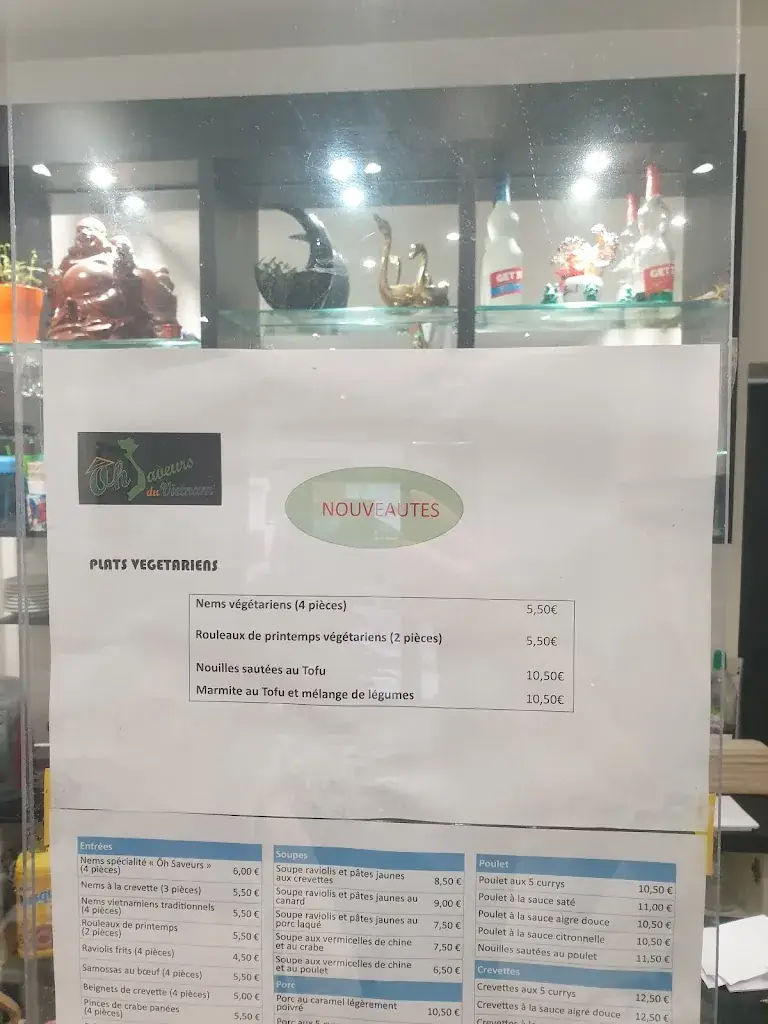 GET
GET
Ôh Saveurs
du Vietnam
NOUVEAUTES
PLATS VEGETARIENS
Nems végétariens (4 pièces) 5,50€
Rouleaux de printemps végétariens (2 pièces) 5,50€
Nouilles sautées au Tofu 10,50€
Marmite au Tofu et mélange de légumes 10,50€
Entrées
Nems spécialité « Ôh Saveurs »
(4 pièces) 6,00 €
Nems à la crevette (3 pièces) 5,50 €
Nems vietnamiens traditionnels
(4 pièces) 5,50 €
Rouleaux de printemps
(2 pièces) 5,50 €
Raviolis frits (4 pièces) 4,50 €
Samossas au bœuf (4 pièces) 5,50 €
Beignets de crevette (4 pièces) 5,00 €
Pinces de crabe panées
(4 pièces) 5,50 €
Soupes
Soupe raviolis et pâtes jaunes
aux crevettes 8,50 €
Soupe raviolis et pâtes jaunes au
canard 9,00 €
Soupe raviolis et pâtes jaunes au
porc laqué 7,50 €
Soupe aux vermicelles de chine
et au crabe 7,50 €
Soupe aux vermicelles de chine
et au poulet 6,50 €
Porc
Porc au caramel légèrement
poivré 10,50 €
Porc aux 5
Poulet
Poulet aux 5 currys 10,50 €
Poulet à la sauce saté 11,00 €
Poulet à la sauce aigre douce 10,50 €
Poulet à la sauce citronnelle 10,50 €
Nouilles sautées au poulet 11,50 €
Crevettes
Crevettes aux 5 currys 12,50 €
Crevettes à la sauce aigre douce 12,50 €